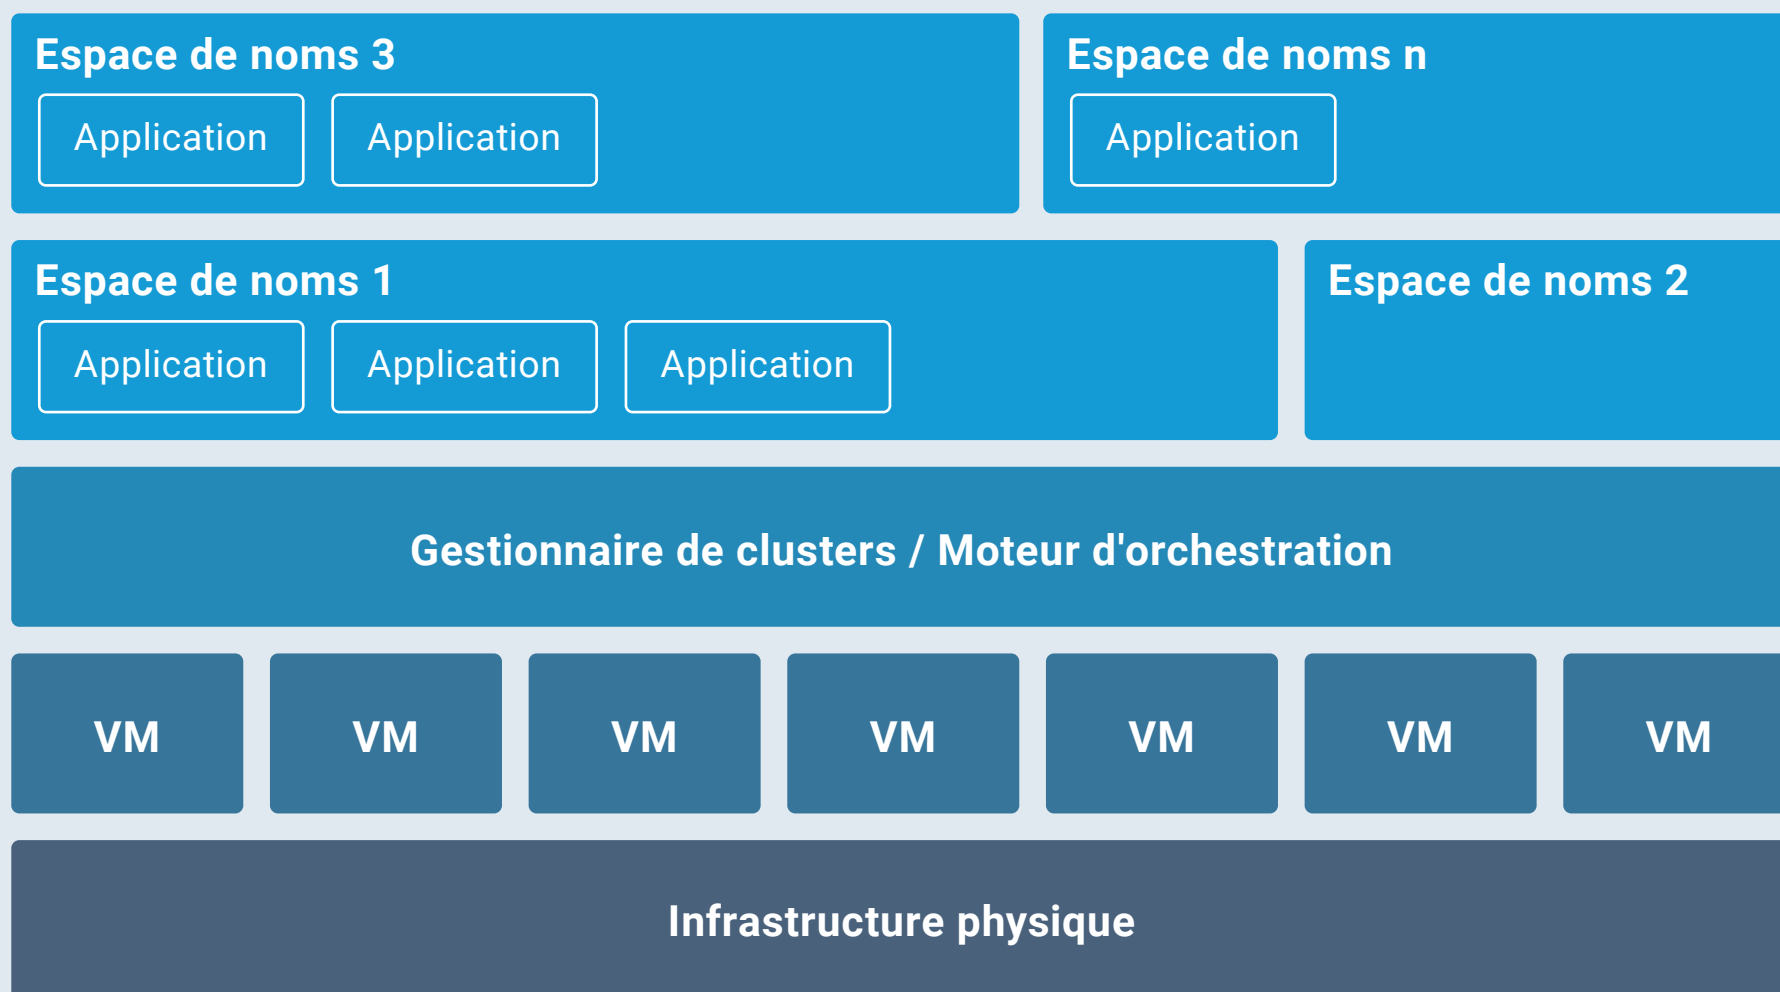 Espace de noms 3
Espace de noms n
Application
Application
Application
Espace de noms 1
Espace de noms 2
Application
Application
Application
Gestionnaire de clusters / Moteur d'orchestration
VM
VM
VM
VM
VM
VM
VM
Infrastructure physique